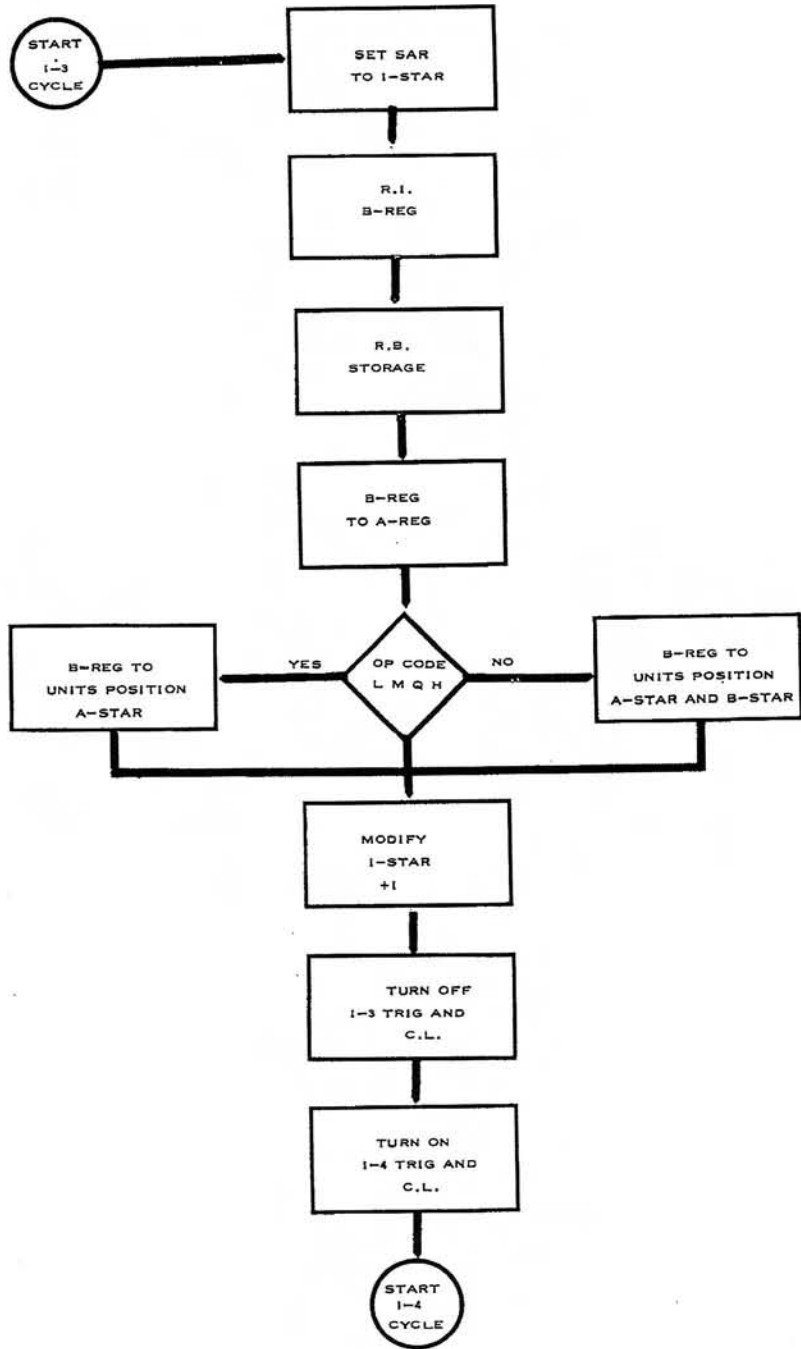 START
1-3
CYCLE
SET SAR
TO I-STAR
R.I.
B-REG
R.B.
STORAGE
B-REG
TO A-REG
OP CODE
L M Q H
YES
NO
B-REG TO
UNITS POSITION
A-STAR
B-REG TO
UNITS POSITION
A-STAR AND B-STAR
MODIFY
I-STAR
+1
TURN OFF
I-3 TRIG AND
C.L.
TURN ON
I-4 TRIG AND
C.L.
START
I-4
CYCLE